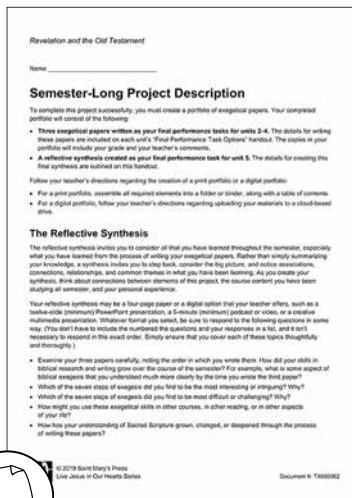 Revelation and the Old Testament
Name
Semester-Long Project Description
To complete this project successfully, you must create a portfolio of exegetical papers. Your completed
portfolio will consist of the following:
• Three exegetical papers written as your final performance tasks for units 2–4. The details for writing
these papers are included on each unit's "Final Performance Task Options" handout. The copies in your
portfolio will include your grade and your teacher's comments.
• A reflective synthesis created as your final performance task for unit 5. The details for creating this
final synthesis are outlined on this handout.
Follow your teacher's directions regarding the creation of a print portfolio or a digital portfolio:
• For a print portfolio, assemble all required elements into a folder or binder, along with a table of contents.
• For a digital portfolio, follow your teacher's directions regarding uploading your materials to a cloud-based
drive.
The Reflective Synthesis
The reflective synthesis invites you to consider all that you have learned throughout the semester, especially
what you have learned from the process of writing your exegetical papers. Rather than simply summarizing
your knowledge, a synthesis invites you to step back, consider the big picture, and notice associations,
connections, relationships, and common themes in what you have been learning. As you create your
synthesis, think about connections between elements of this project, the course content you have been
studying all semester, and your personal experience.
Your reflective synthesis may be a four-page paper or a digital option that your teacher offers, such as a
twelve-slide (minimum) PowerPoint presentation, a 5-minute (minimum) podcast or video, or a creative
multimedia presentation. Whatever format you select, be sure to respond to the following questions in some
way. (You don't have to include the numbered the questions and your responses in a list, and it isn't
necessary to respond in this exact order. Simply ensure that you cover each of these topics thoughtfully
and thoroughly.)
• Examine your three papers carefully, noting the order in which you wrote them. How did your skills in
biblical research and writing grow over the course of the semester? For example, what is some aspect of
biblical exegesis that you understood much more clearly by the time you wrote the third paper?
• Which of the seven steps of exegesis did you find to be the most interesting or intriguing? Why?
• Which of the seven steps of exegesis did you find to be most difficult or challenging? Why?
• How might you use these exegetical skills in other courses, in other reading, or in other aspects
of your life?
• How has your understanding of Sacred Scripture grown, changed, or deepened through the process
of writing these papers?
© 2019 Saint Mary's Press
Live Jesus in Our Hearts Series
Document #: TX006362